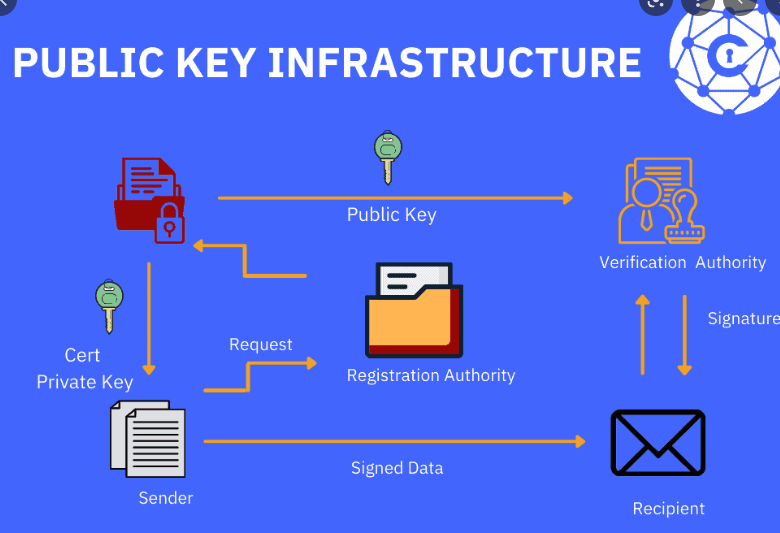 PUBLIC KEY INFRASTRUCTURE
Public Key
Verification Authority
Cert
Private Key
Request
Registration Authority
Signature
Signed Data
Sender
Recipient